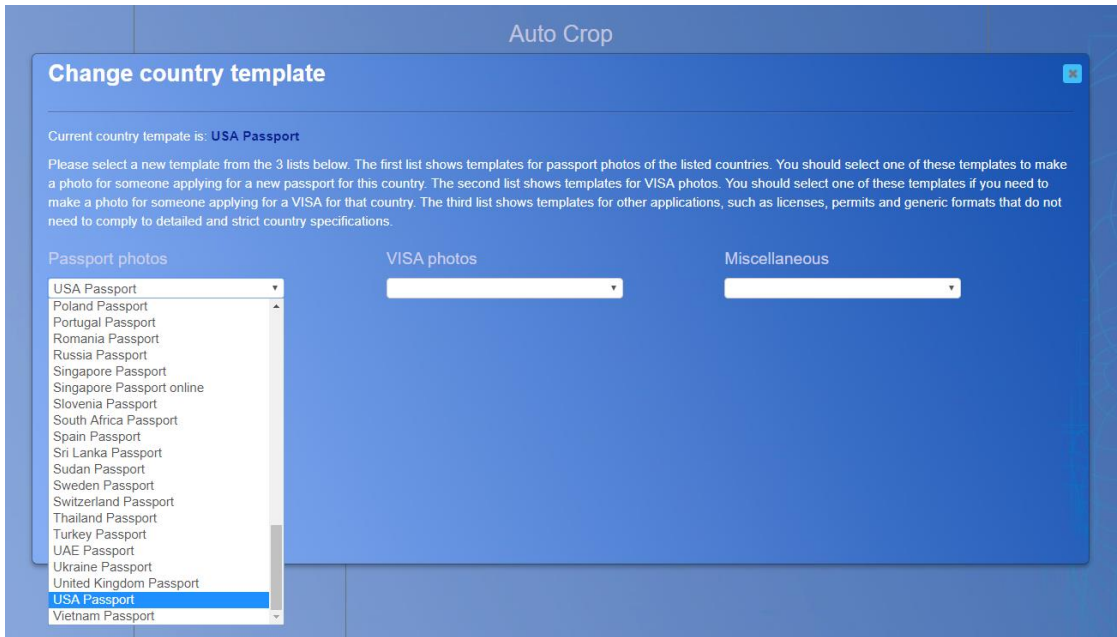 Auto Crop
Change country template
Current country tempate is: USA Passport
Please select a new template from the 3 lists below. The first list shows templates for passport photos of the listed countries. You should select one of these templates to make
a photo for someone applying for a new passport for this country. The second list shows templates for VISA photos. You should select one of these templates if you need to
make a photo for someone applying for a VISA for that country. The third list shows templates for other applications, such as licenses, permits and generic formats that do not
need to comply to detailed and strict country specifications.
Passport photos
VISA photos
Miscellaneous
USA Passport
Poland Passport
Portugal Passport
Romania Passport
Russia Passport
Singapore Passport
Singapore Passport online
Slovenia Passport
South Africa Passport
Spain Passport
Sri Lanka Passport
Sudan Passport
Sweden Passport
Switzerland Passport
Thailand Passport
Turkey Passport
UAE Passport
Ukraine Passport
United Kingdom Passport
USA Passport
Vietnam Passport